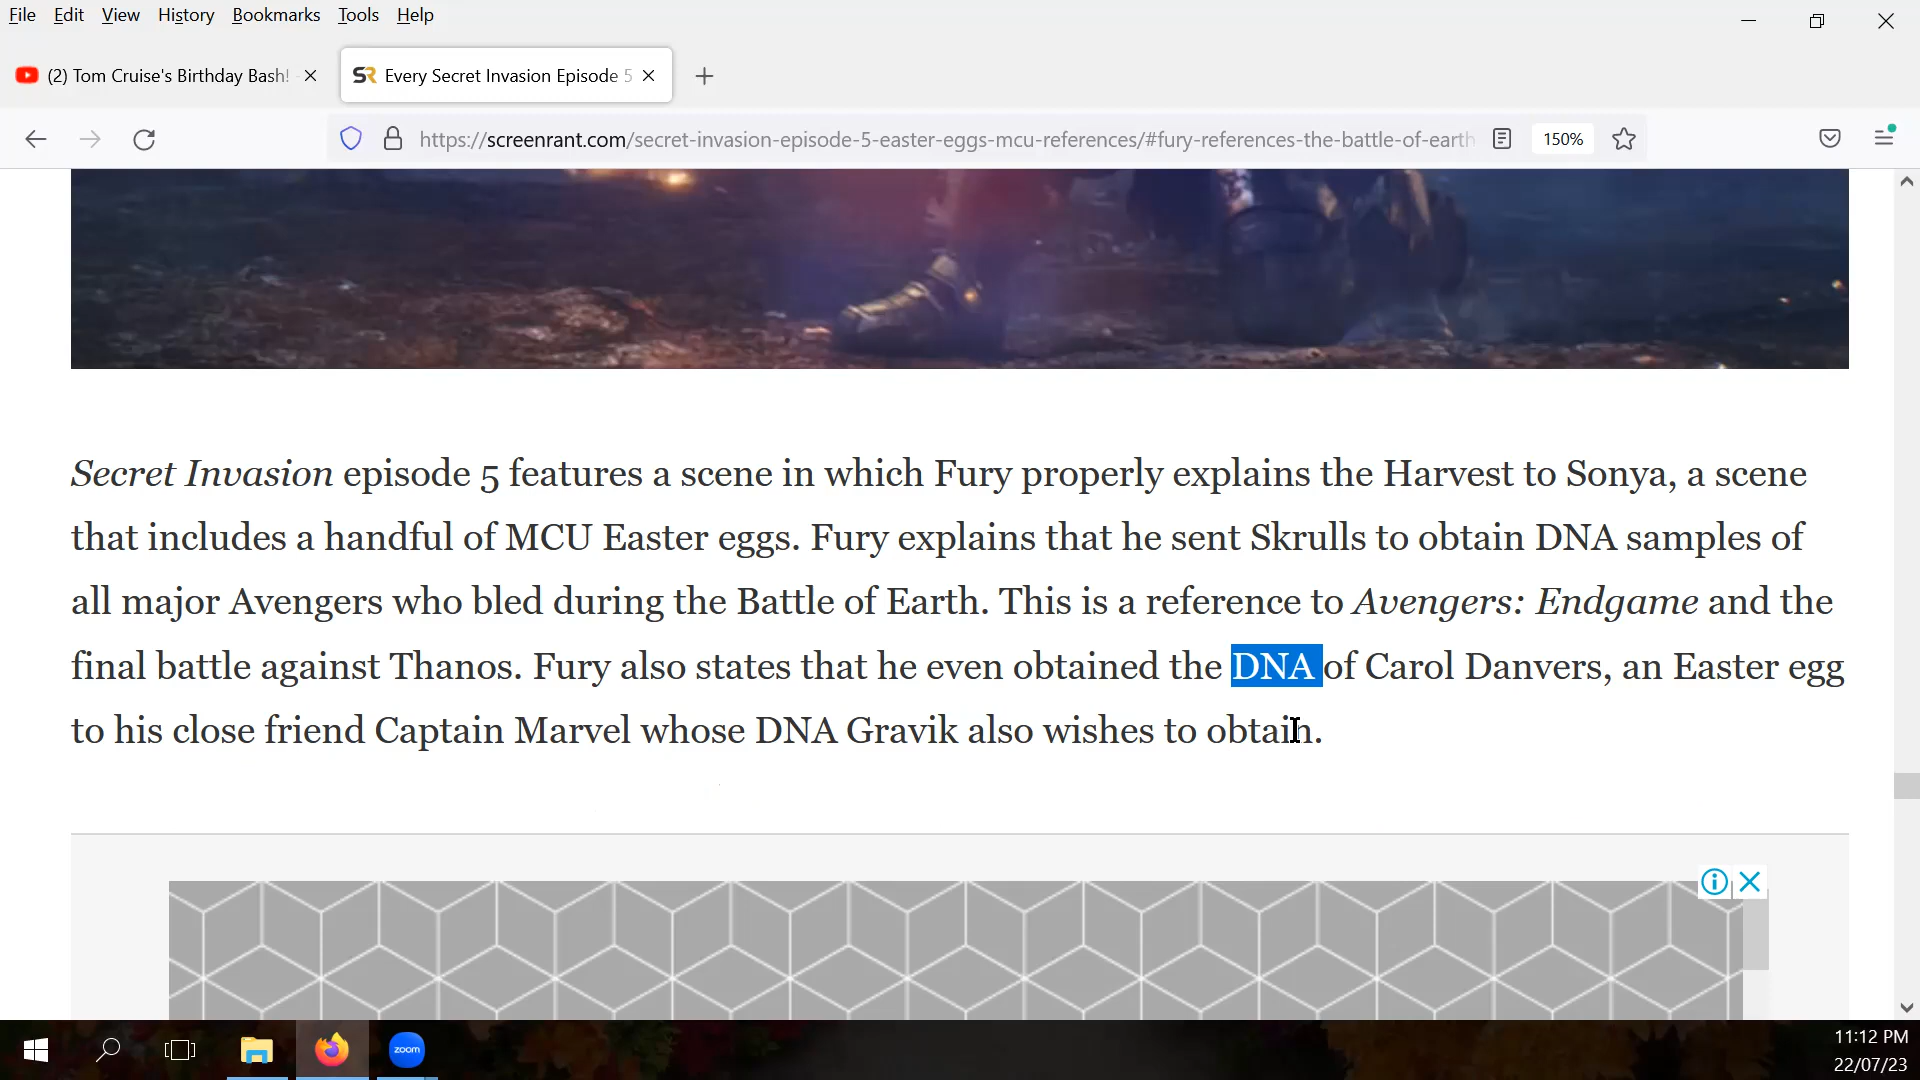 File Edit View History Bookmarks Tools Help
(2) Tom Cruise's Birthday Bash! -
SR Every Secret Invasion Episode 5
https://screenrant.com/secret-invasion-episode-5-easter-eggs-mcu-references/#fury-references-the-battle-of-earth
150%
Secret Invasion episode 5 features a scene in which Fury properly explains the Harvest to Sonya, a scene
that includes a handful of MCU Easter eggs. Fury explains that he sent Skrulls to obtain DNA samples of
all major Avengers who bled during the Battle of Earth. This is a reference to Avengers: Endgame and the
final battle against Thanos. Fury also states that he even obtained the DNA of Carol Danvers, an Easter egg
to his close friend Captain Marvel whose DNA Gravik also wishes to obtain.
zoom
11:12 PM
22/07/23